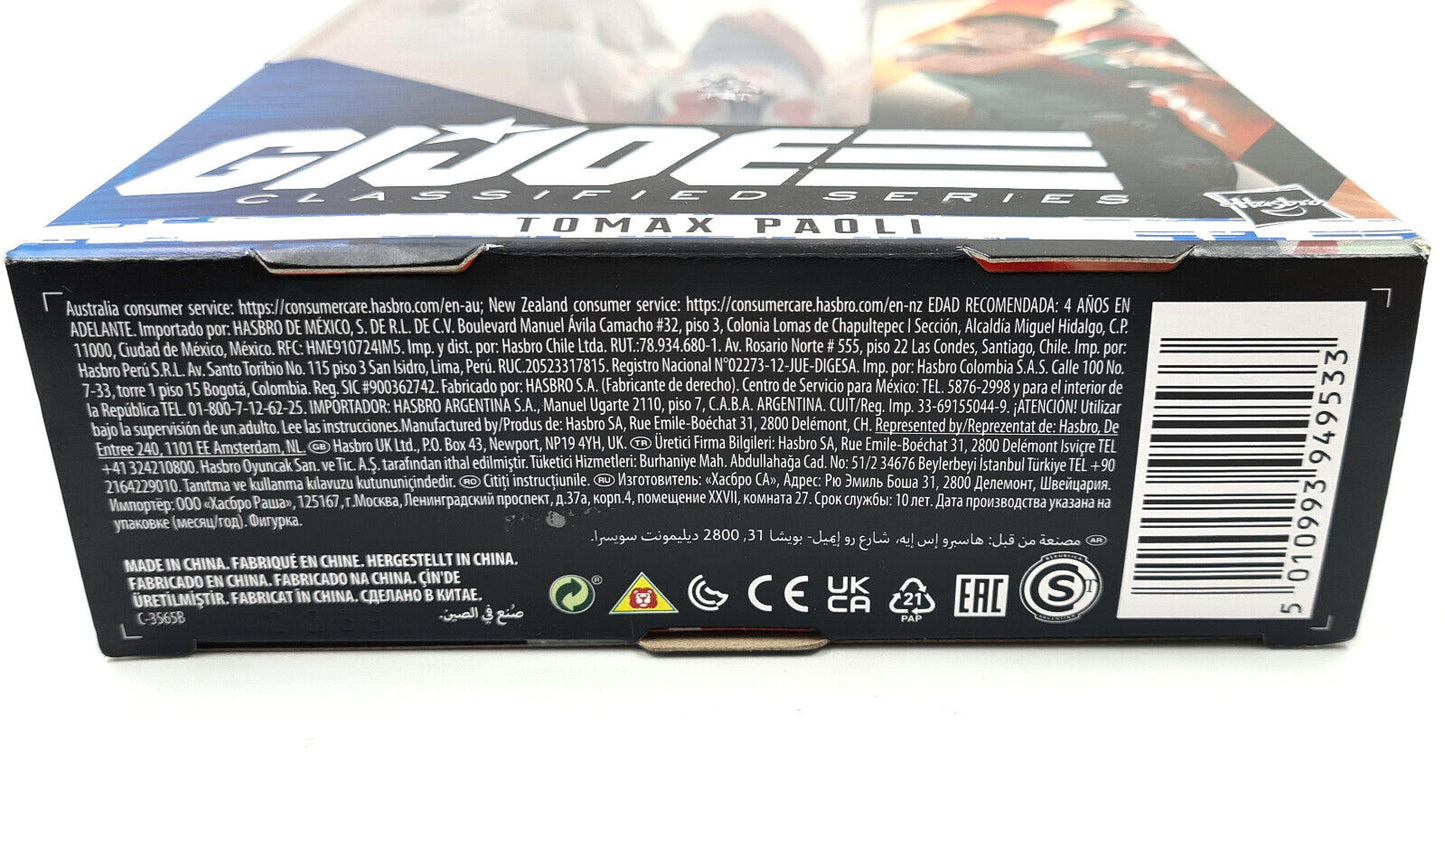 G.I.JOE
CLASSIFIED SERIES
Hasbro
TOMAX PAOLI
Australia consumer service: https://consumercare.hasbro.com/en-au; New Zealand consumer service: https://consumercare.hasbro.com/en-nz EDAD RECOMENDADA: 4 AÑOS EN
ADELANTE. Importado por: HASBRO DE MÉXICO, S. DE R.L. DE C.V. Boulevard Manuel Ávila Camacho #32, piso 3, Colonia Lomas de Chapultepec I Sección, Alcaldía Miguel Hidalgo, C.P.
11000, Ciudad de México, México. RFC: HME910724IM5. Imp. y dist. por: Hasbro Chile Ltda. RUT.:78.934.680-1. Av. Rosario Norte # 555, piso 22 Las Condes, Santiago, Chile. Imp. por:
Hasbro Perú S.R.L. Av. Santo Toribio No. 115 piso 3 San Isidro, Lima, Perú. RUC.20523317815. Registro Nacional N°02273-12-JUE-DIGESA. Imp. por: Hasbro Colombia S.A.S. Calle 100 No.
7-33, torre 1 piso 15 Bogotá, Colombia. Reg. SIC #900362742. Fabricado por: HASBRO S.A. (Fabricante de derecho). Centro de Servicio para México: TEL. 5876-2998 y para el interior de
la República TEL. 01-800-7-12-62-25. IMPORTADOR: HASBRO ARGENTINA S.A., Manuel Ugarte 2110, piso 7, C.A.B.A. ARGENTINA. CUIT/Reg. Imp. 33-69155044-9. ¡ATENCIÓN! Utilizar
bajo la supervisión de un adulto. Lee las instrucciones.Manufactured by/Produs de: Hasbro SA, Rue Emile-Boéchat 31, 2800 Delémont, CH. Represented by/Reprezentat de: Hasbro, De
Entree 240, 1101 EE Amsterdam, NL. GB Hasbro UK Ltd., P.O. Box 43, Newport, NP19 4YH, UK. TR Üretici Firma Bilgileri: Hasbro SA, Rue Emile-Boéchat 31, 2800 Delémont Isviçre TEL
+41324210800. Hasbro Oyuncak San. ve Tic. A.Ş. tarafından ithal edilmiştir. Tüketici Hizmetleri: Burhaniye Mah. Abdullahağa Cad. No: 51/2 34676 Beylerbeyi İstanbul Türkiye TEL +90
2164229010. Tanıtma ve kullanma kılavuzu kutununiçindedir. RO Citiți instrucțiunile. RU Изготовитель: «Хасбро СА», Адрес: Рю Эмиль Боша 31, 2800 Делемонт, Швейцария.
Импортёр: ООО «Хасбро Раша», 125167, г.Москва, Ленинградский проспект, д.37а, корп.4, помещение XXVII, комната 27. Срок службы: 10 лет. Дата производства указана на
упаковке (месяц/год). Фигурка.
AR مصنعة من قبل: هاسبرو إس إيه، شارع رو إيميل- بويشا 31, 2800 ديليمونت سويسرا.
MADE IN CHINA. FABRIQUÉ EN CHINE. HERGESTELLT IN CHINA.
FABRICADO EN CHINA. FABRICADO NA CHINA. ÇİN'DE
ÜRETİLMİŞTİR. FABRICAT ÎN CHINA. СДЕЛАНО В КИТАЕ.
C-3565B
صُنع في الصين.
CE
UK CA
21
PAP
EAC
REPUBLICA
S T
ARGENTINA
5 010993 949533